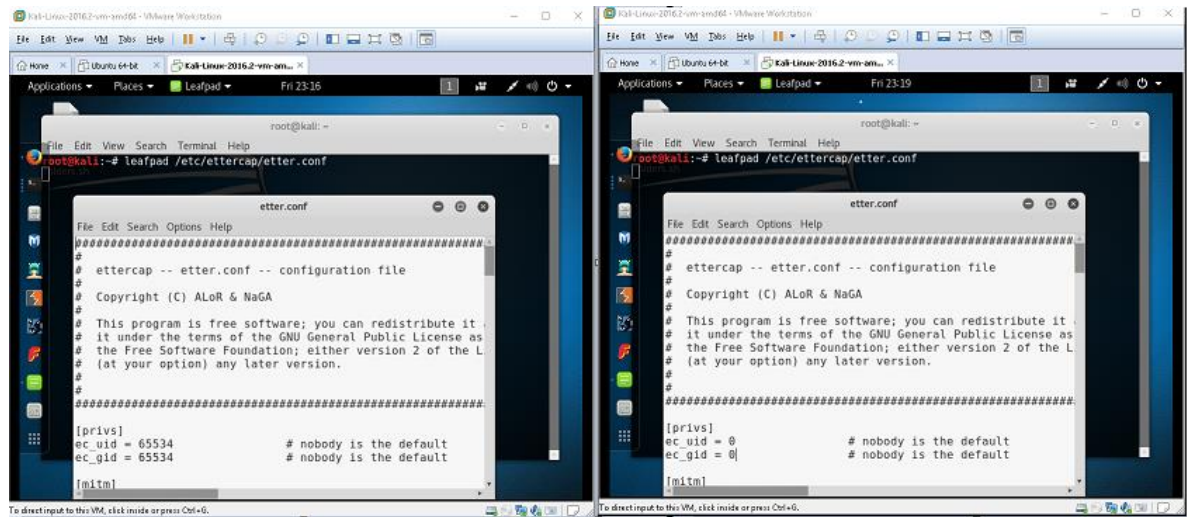 Kali-Linux-2016.2-vm-amd64 - VMware Workstation
File Edit View VM Tabs Help
Home Ubuntu 64-bit Kali-Linux-2016.2-vm-am...
Applications Places Leafpad Fri 23:16 1
root@kali: ~
File Edit View Search Terminal Help
root@kali:~# leafpad /etc/ettercap/etter.conf
etter.conf
File Edit Search Options Help
##########################################################
#
# ettercap -- etter.conf -- configuration file
#
# Copyright (C) ALoR & NaGA
#
# This program is free software; you can redistribute it
# it under the terms of the GNU General Public License as
# the Free Software Foundation; either version 2 of the L
# (at your option) any later version.
#
#
##########################################################
[privs]
ec_uid = 65534 # nobody is the default
ec_gid = 65534 # nobody is the default
[mitm]
To direct input to this VM, click inside or press Ctrl+G.
Kali-Linux-2016.2-vm-amd64 - VMware Workstation
File Edit View VM Tabs Help
Home Ubuntu 64-bit Kali-Linux-2016.2-vm-am...
Applications Places Leafpad Fri 23:19 1
root@kali: ~
File Edit View Search Terminal Help
root@kali:~# leafpad /etc/ettercap/etter.conf
etter.conf
File Edit Search Options Help
##########################################################
#
# ettercap -- etter.conf -- configuration file
#
# Copyright (C) ALoR & NaGA
#
# This program is free software; you can redistribute it
# it under the terms of the GNU General Public License as
# the Free Software Foundation; either version 2 of the L
# (at your option) any later version.
#
#
##########################################################
[privs]
ec_uid = 0 # nobody is the default
ec_gid = 0 # nobody is the default
[mitm]
To direct input to this VM, click inside or press Ctrl+G.